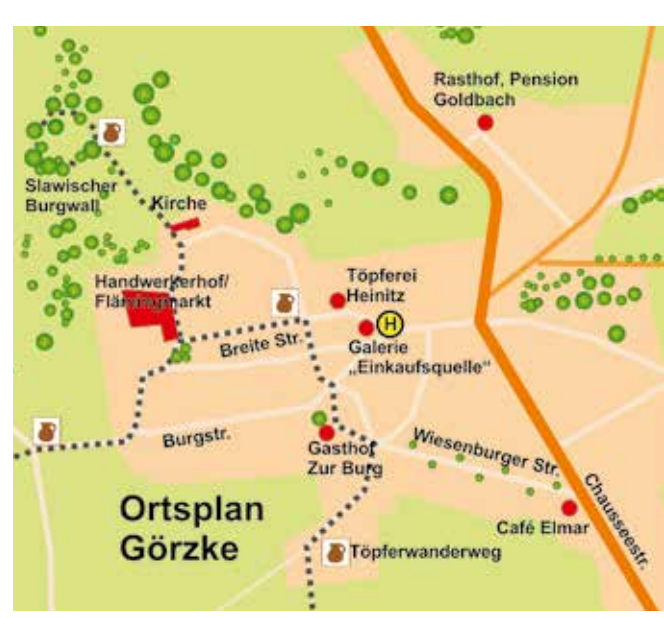 Rasthof, Pension
Goldbach
Slawischer
Burgwall
Kirche
Handwerkerhof/
Flämingmarkt
Töpferei
Heinitz
H
Breite Str.
Galerie
„Einkaufsquelle“
Burgstr.
Wiesenburger Str.
Gasthof
Zur Burg
Chausseestr.
Ortsplan
Görzke
Café Elmar
Töpferwanderweg